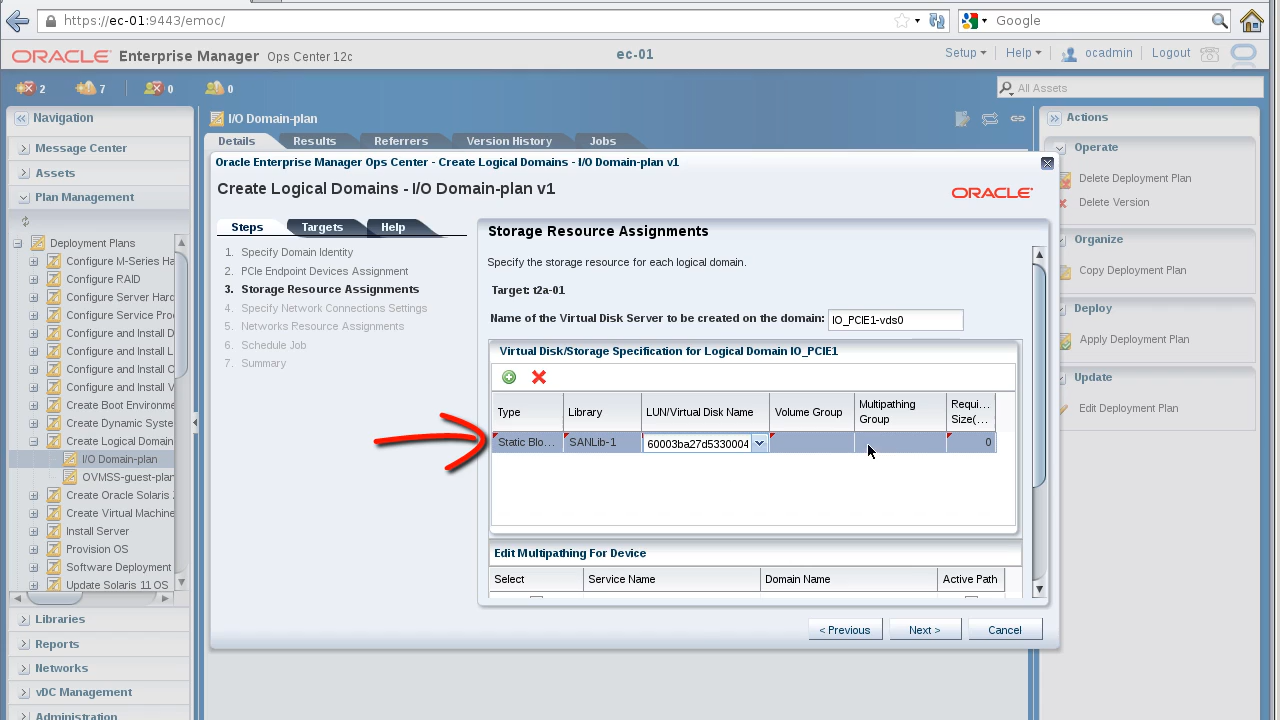 https://ec-01:9443/emoc/
Google
ORACLE Enterprise Manager Ops Center 12c
ec-01
Setup Help ocadmin Logout
2 7 0 0
All Assets
Navigation
Message Center
Assets
Plan Management
Deployment Plans
Configure M-Series Ha
Configure RAID
Configure Server Hard
Configure Service Pro
Configure and Install D
Configure and Install L
Configure and Install O
Configure and Install V
Create Boot Environme
Create Dynamic Syste
Create Logical Domain
I/O Domain-plan
OVMSS-guest-plan
Create Oracle Solaris
Create Virtual Machine
Install Server
Provision OS
Software Deployment
Update Solaris 11 OS
Libraries
Reports
Networks
vDC Management
Administration
I/O Domain-plan
Details Results Referrers Version History Jobs
Oracle Enterprise Manager Ops Center - Create Logical Domains - I/O Domain-plan v1
Create Logical Domains - I/O Domain-plan v1
ORACLE
Steps Targets Help
1. Specify Domain Identity
2. PCIe Endpoint Devices Assignment
3. Storage Resource Assignments
4. Specify Network Connections Settings
5. Networks Resource Assignments
6. Schedule Job
7. Summary
Storage Resource Assignments
Specify the storage resource for each logical domain.
Target: t2a-01
Name of the Virtual Disk Server to be created on the domain: IO_PCIE1-vds0
Virtual Disk/Storage Specification for Logical Domain IO_PCIE1
Type Library LUN/Virtual Disk Name Volume Group Multipathing Group Requi... Size(...
Static Blo... SANLib-1 60003ba27d5330004 0
Edit Multipathing For Device
Select Service Name Domain Name Active Path
< Previous Next > Cancel
Actions
Operate
Delete Deployment Plan
Delete Version
Organize
Copy Deployment Plan
Deploy
Apply Deployment Plan
Update
Edit Deployment Plan